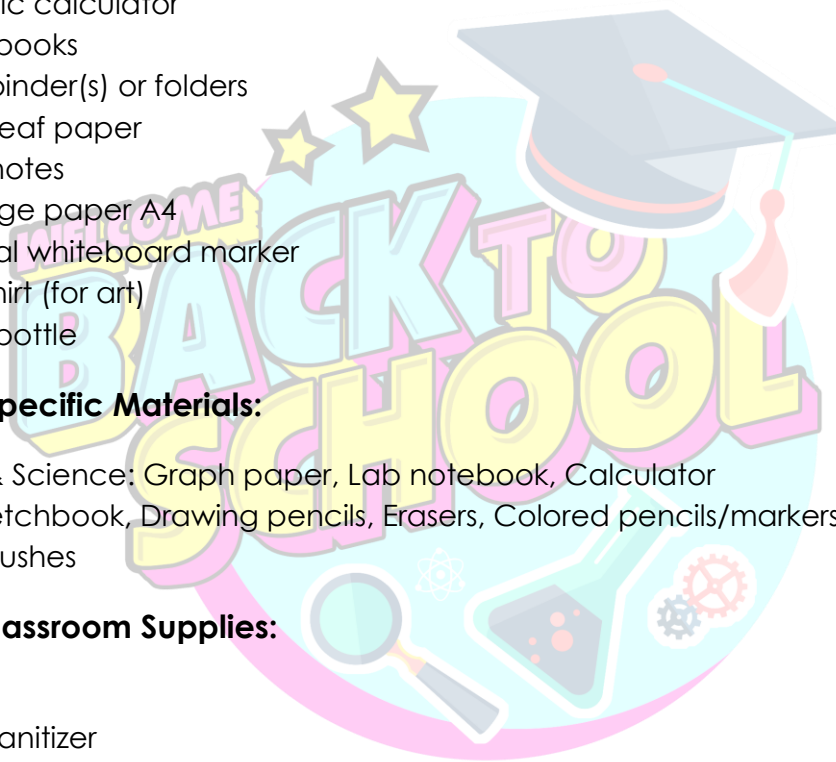 ic calculator
books
binder(s) or folders
eaf paper
notes
ge paper A4
al whiteboard marker
hirt (for art)
bottle
pecific Materials:
& Science: Graph paper, Lab notebook, Calculator
etchbook, Drawing pencils, Erasers, Colored pencils/markers
ushes
assroom Supplies:
anitizer
WELCOME
BACK TO
SCHOOL